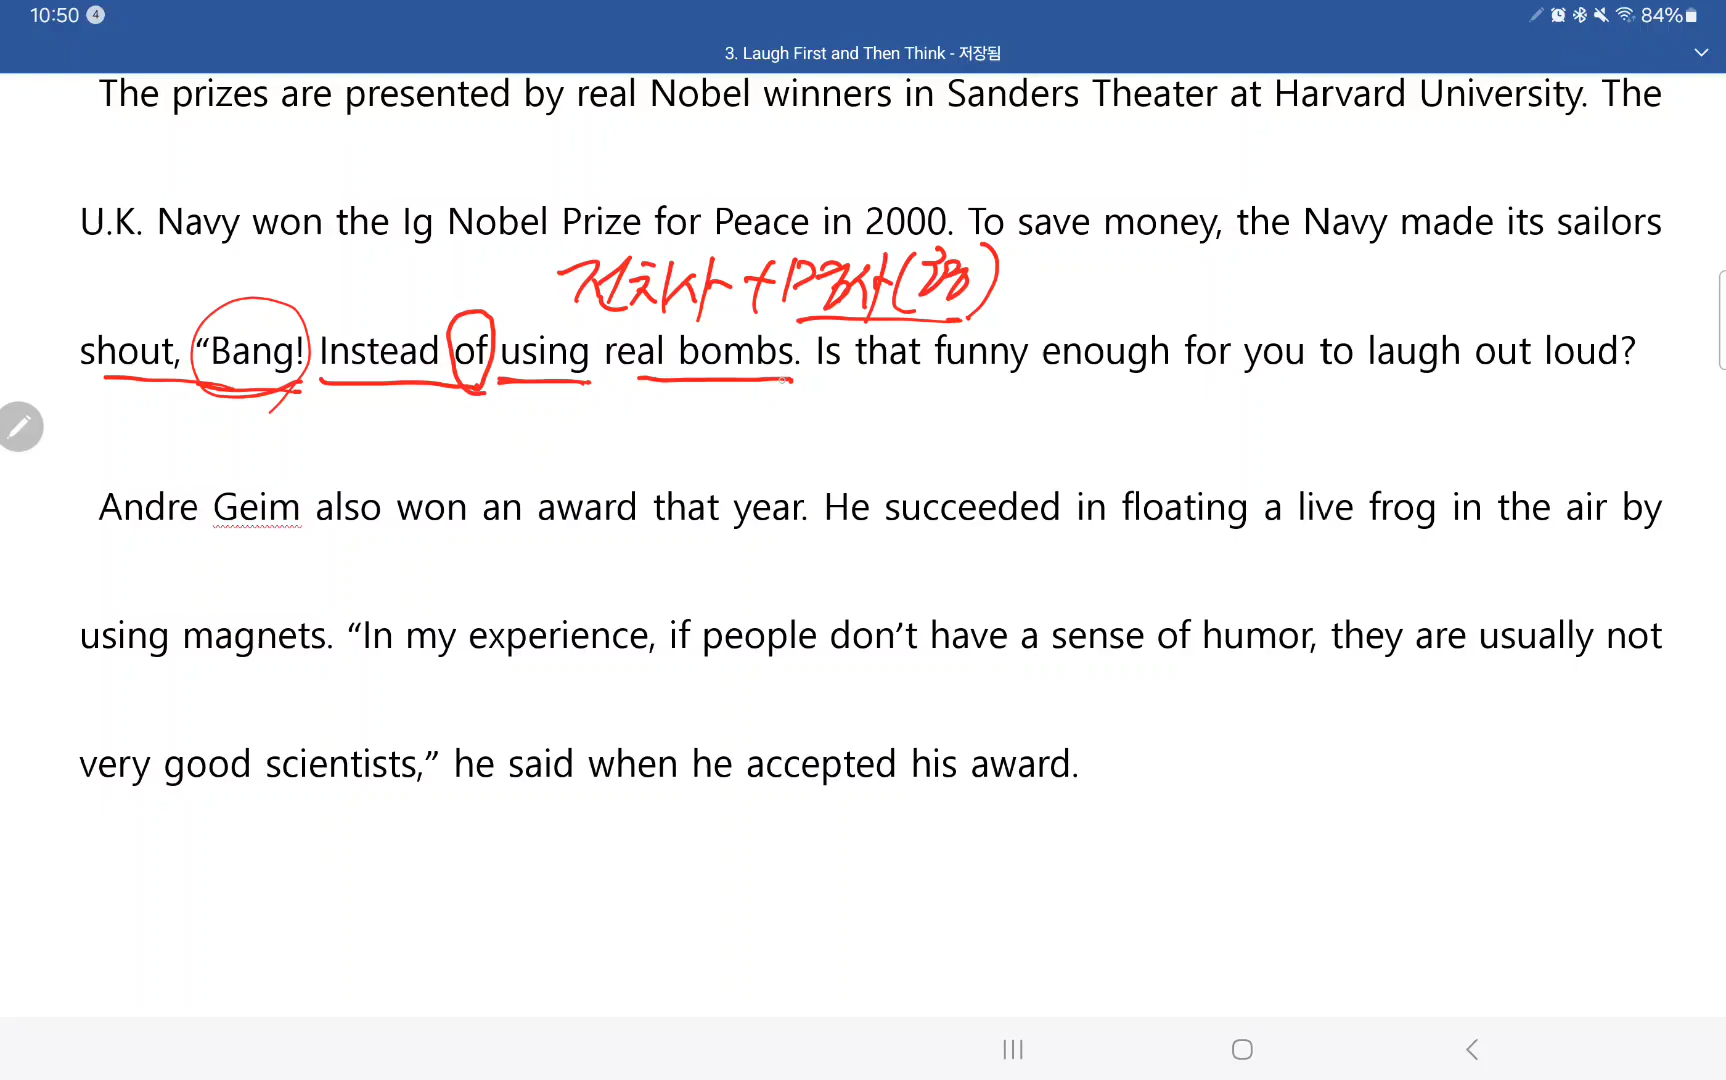 10:50 4 84%
3. Laugh First and Then Think - 저장됨
The prizes are presented by real Nobel winners in Sanders Theater at Harvard University. The
U.K. Navy won the Ig Nobel Prize for Peace in 2000. To save money, the Navy made its sailors
전치사 + 명사(
shout, “Bang! Instead of using real bombs. Is that funny enough for you to laugh out loud?
Andre Geim also won an award that year. He succeeded in floating a live frog in the air by
using magnets. “In my experience, if people don’t have a sense of humor, they are usually not
very good scientists,” he said when he accepted his award.